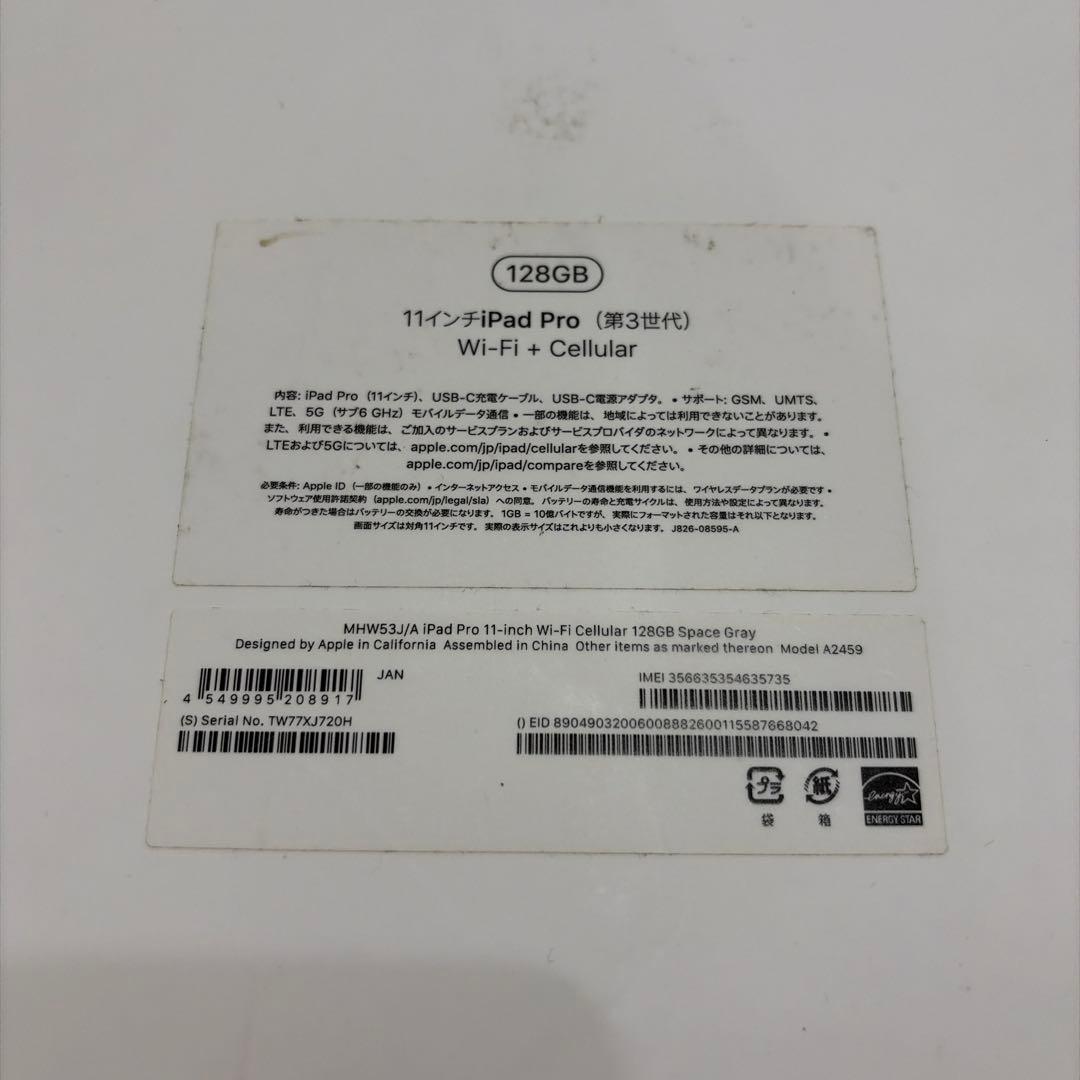 128GB
11インチiPad Pro（第3世代）
Wi-Fi + Cellular
内容: iPad Pro（11インチ）、USB-C充電ケーブル、USB-C電源アダプタ。 • サポート: GSM、UMTS、
LTE、5G（サブ6 GHz）モバイルデータ通信 • 一部の機能は、地域によっては利用できないことがあります。
また、利用できる機能は、ご加入のサービスプランおよびサービスプロバイダのネットワークによって異なります。 •
LTEおよび5Gについては、apple.com/jp/ipad/cellularを参照してください。 • その他の詳細については、
apple.com/jp/ipad/compareを参照してください。
必要条件: Apple ID（一部の機能のみ） • インターネットアクセス • モバイルデータ通信機能を利用するには、ワイヤレスデータプランが必要です •
ソフトウェア使用許諾契約（apple.com/jp/legal/sla）への同意。 バッテリーの寿命と充電サイクルは、使用方法や設定によって異なります。
寿命がつきた場合はバッテリーの交換が必要になります。 1GB = 10億バイトですが、実際にフォーマットされた容量はそれ以下となります。
画面サイズは対角11インチです。 実際の表示サイズはこれよりも小さくなります。 J826-08595-A
MHW53J/A iPad Pro 11-inch Wi-Fi Cellular 128GB Space Gray
Designed by Apple in California Assembled in China Other items as marked thereon Model A2459
JAN
4 549995 208917
IMEI 356635354635735
(S) Serial No. TW77XJ720H
() EID 89049032006008882600115587668042
プラ 紙 energy
袋 箱 ENERGY STAR